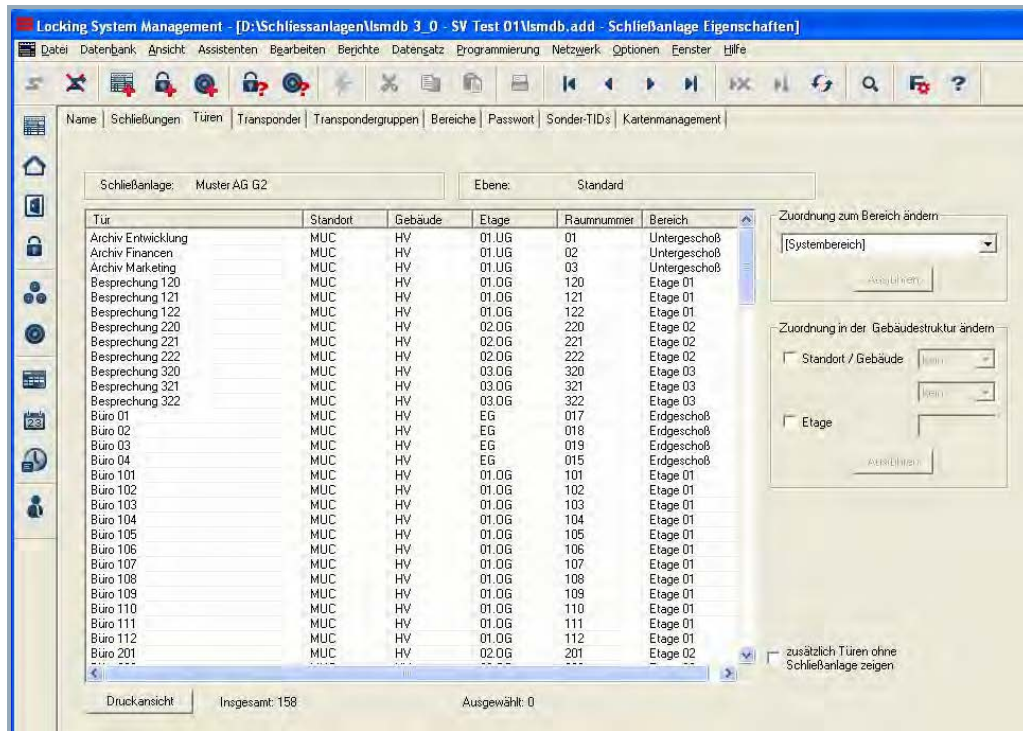 Locking System Management - [D:\Schliessanlagen\lsmdb 3_0 - SV Test 01\lsmdb.add - Schließanlage Eigenschaften]
Datei Datenbank Ansicht Assistenten Bearbeiten Berichte Datensatz Programmierung Netzwerk Optionen Fenster Hilfe
Name Schließungen Türen Transponder Transpondergruppen Bereiche Passwort Sonder-TIDs Kartenmanagement
Schließanlage: Muster AG G2 Ebene: Standard
Tür Standort Gebäude Etage Raumnummer Bereich
Archiv Entwicklung MUC HV 01.UG 01 Untergeschoß
Archiv Financen MUC HV 01.UG 02 Untergeschoß
Archiv Marketing MUC HV 01.UG 03 Untergeschoß
Besprechung 120 MUC HV 01.OG 120 Etage 01
Besprechung 121 MUC HV 01.OG 121 Etage 01
Besprechung 122 MUC HV 01.OG 122 Etage 01
Besprechung 220 MUC HV 02.OG 220 Etage 02
Besprechung 221 MUC HV 02.OG 221 Etage 02
Besprechung 222 MUC HV 02.OG 222 Etage 02
Besprechung 320 MUC HV 03.OG 320 Etage 03
Besprechung 321 MUC HV 03.OG 321 Etage 03
Besprechung 322 MUC HV 03.OG 322 Etage 03
Büro 01 MUC HV EG 017 Erdgeschoß
Büro 02 MUC HV EG 018 Erdgeschoß
Büro 03 MUC HV EG 019 Erdgeschoß
Büro 04 MUC HV EG 015 Erdgeschoß
Büro 101 MUC HV 01.OG 101 Etage 01
Büro 102 MUC HV 01.OG 102 Etage 01
Büro 103 MUC HV 01.OG 103 Etage 01
Büro 104 MUC HV 01.OG 104 Etage 01
Büro 105 MUC HV 01.OG 105 Etage 01
Büro 106 MUC HV 01.OG 106 Etage 01
Büro 107 MUC HV 01.OG 107 Etage 01
Büro 108 MUC HV 01.OG 108 Etage 01
Büro 109 MUC HV 01.OG 109 Etage 01
Büro 110 MUC HV 01.OG 110 Etage 01
Büro 111 MUC HV 01.OG 111 Etage 01
Büro 112 MUC HV 01.OG 112 Etage 01
Büro 201 MUC HV 02.OG 201 Etage 02
Zuordnung zum Bereich ändern
[Systembereich]
Ausführen
Zuordnung in der Gebäudestruktur ändern
Standort / Gebäude Kein
Kein
Etage
Ausführen
zusätzlich Türen ohne
Schließanlage zeigen
Druckansicht Insgesamt: 158 Ausgewählt: 0
23